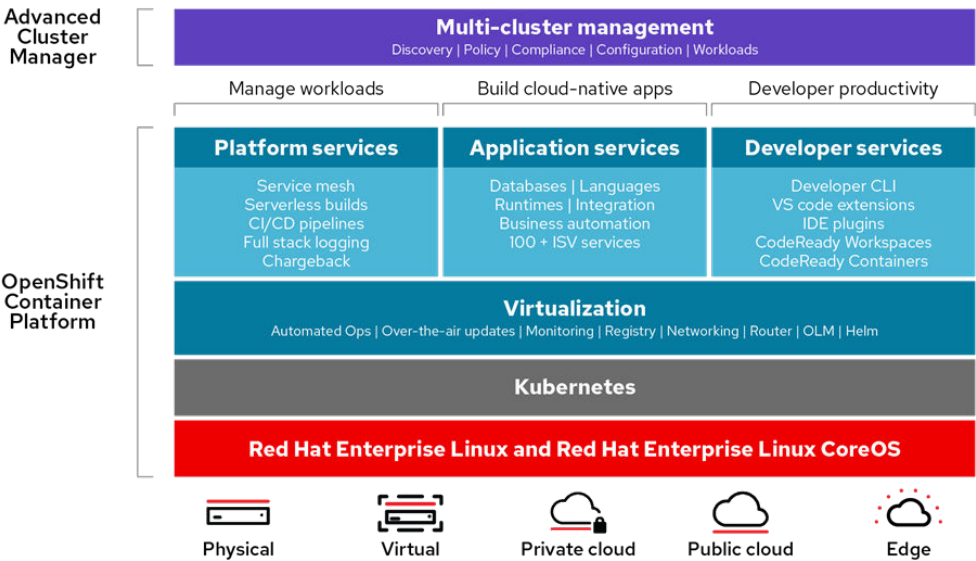 Advanced
Cluster
Manager
Multi-cluster management
Discovery | Policy | Compliance | Configuration | Workloads
Manage workloads
Build cloud-native apps
Developer productivity
OpenShift
Container
Platform
Platform services
Service mesh
Serverless builds
CI/CD pipelines
Full stack logging
Chargeback
Application services
Databases | Languages
Runtimes | Integration
Business automation
100 + ISV services
Developer services
Developer CLI
VS code extensions
IDE plugins
CodeReady Workspaces
CodeReady Containers
Virtualization
Automated Ops | Over-the-air updates | Monitoring | Registry | Networking | Router | OLM | Helm
Kubernetes
Red Hat Enterprise Linux and Red Hat Enterprise Linux CoreOS
Physical
Virtual
Private cloud
Public cloud
Edge